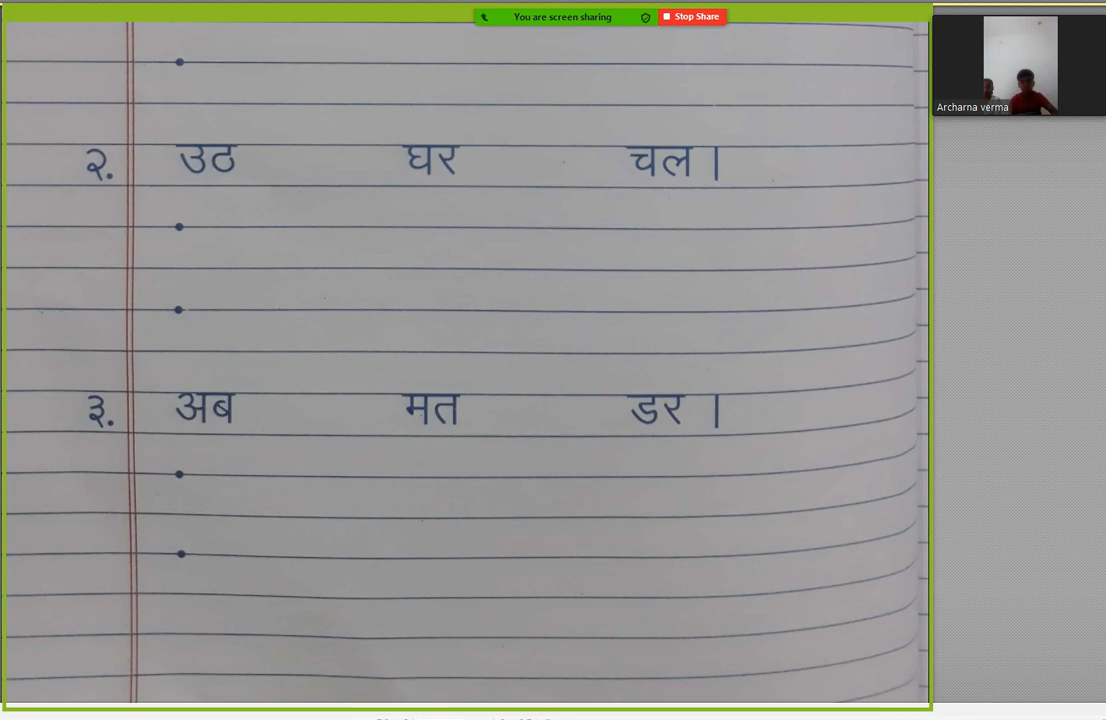 You are screen sharing Stop Share
Archarna verma
२. उठ घर चल ।
३. अब मत डर ।